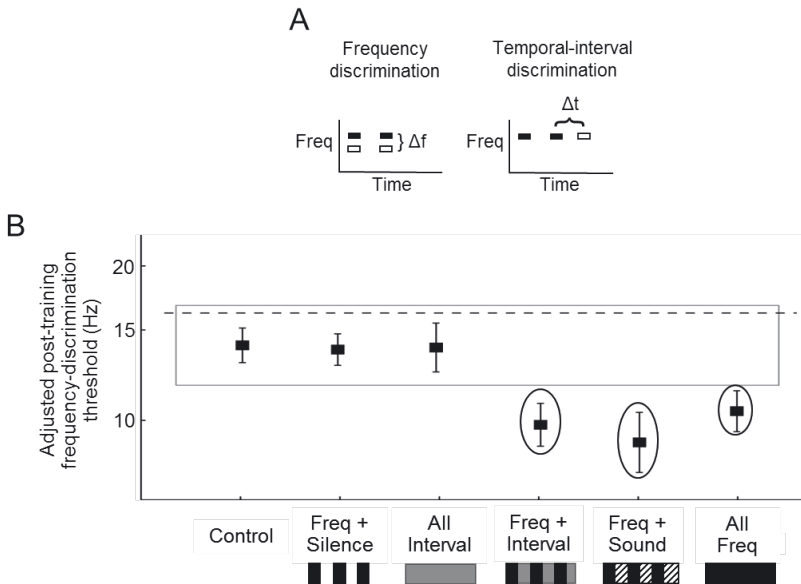 A
Frequency
discrimination
Temporal-interval
discrimination
Freq
} Δf
Time
Δt
Freq
Time
B
Adjusted post-training
frequency-discrimination
threshold (Hz)
20
15
10
Control
Freq +
Silence
All
Interval
Freq +
Interval
Freq +
Sound
All
Freq